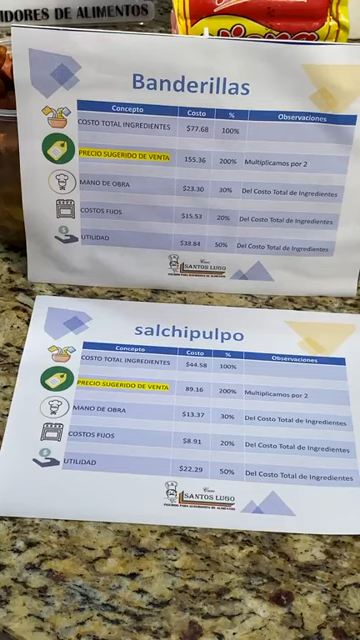 IDORES DE ALIMENTOS
Banderillas
Concepto Costo % Observaciones
COSTO TOTAL INGREDIENTES $77.68 100%
PRECIO SUGERIDO DE VENTA 155.36 200% Multiplicamos por 2
MANO DE OBRA $23.30 30% Del Costo Total de Ingredientes
COSTOS FIJOS $15.53 20% Del Costo Total de Ingredientes
UTILIDAD $38.84 50% Del Costo Total de Ingredientes
Casa
SANTOS LUGO
salchipulpo
Concepto Costo % Observaciones
COSTO TOTAL INGREDIENTES $44.58 100%
PRECIO SUGERIDO DE VENTA 89.16 200% Multiplicamos por 2
MANO DE OBRA $13.37 30% Del Costo Total de Ingredientes
COSTOS FIJOS $8.91 20% Del Costo Total de Ingredientes
UTILIDAD $22.29 50% Del Costo Total de Ingredientes
Casa
SANTOS LUGO